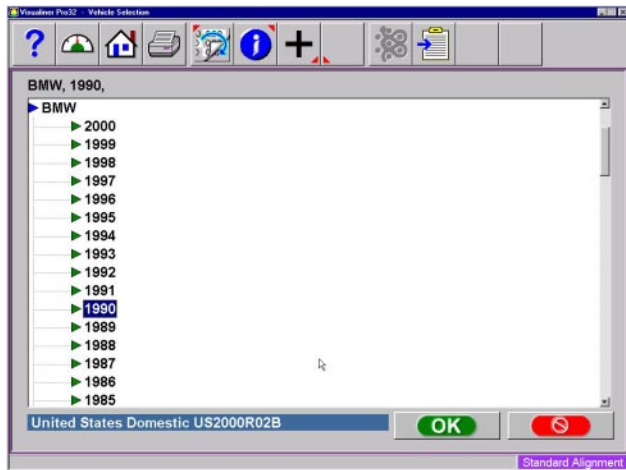 Visualiner Pro32 - Vehicle Selection
?
i
BMW, 1990,
BMW
2000
1999
1998
1997
1996
1995
1994
1993
1992
1991
1990
1989
1988
1987
1986
1985
United States Domestic US2000R02B
OK
Standard Alignment